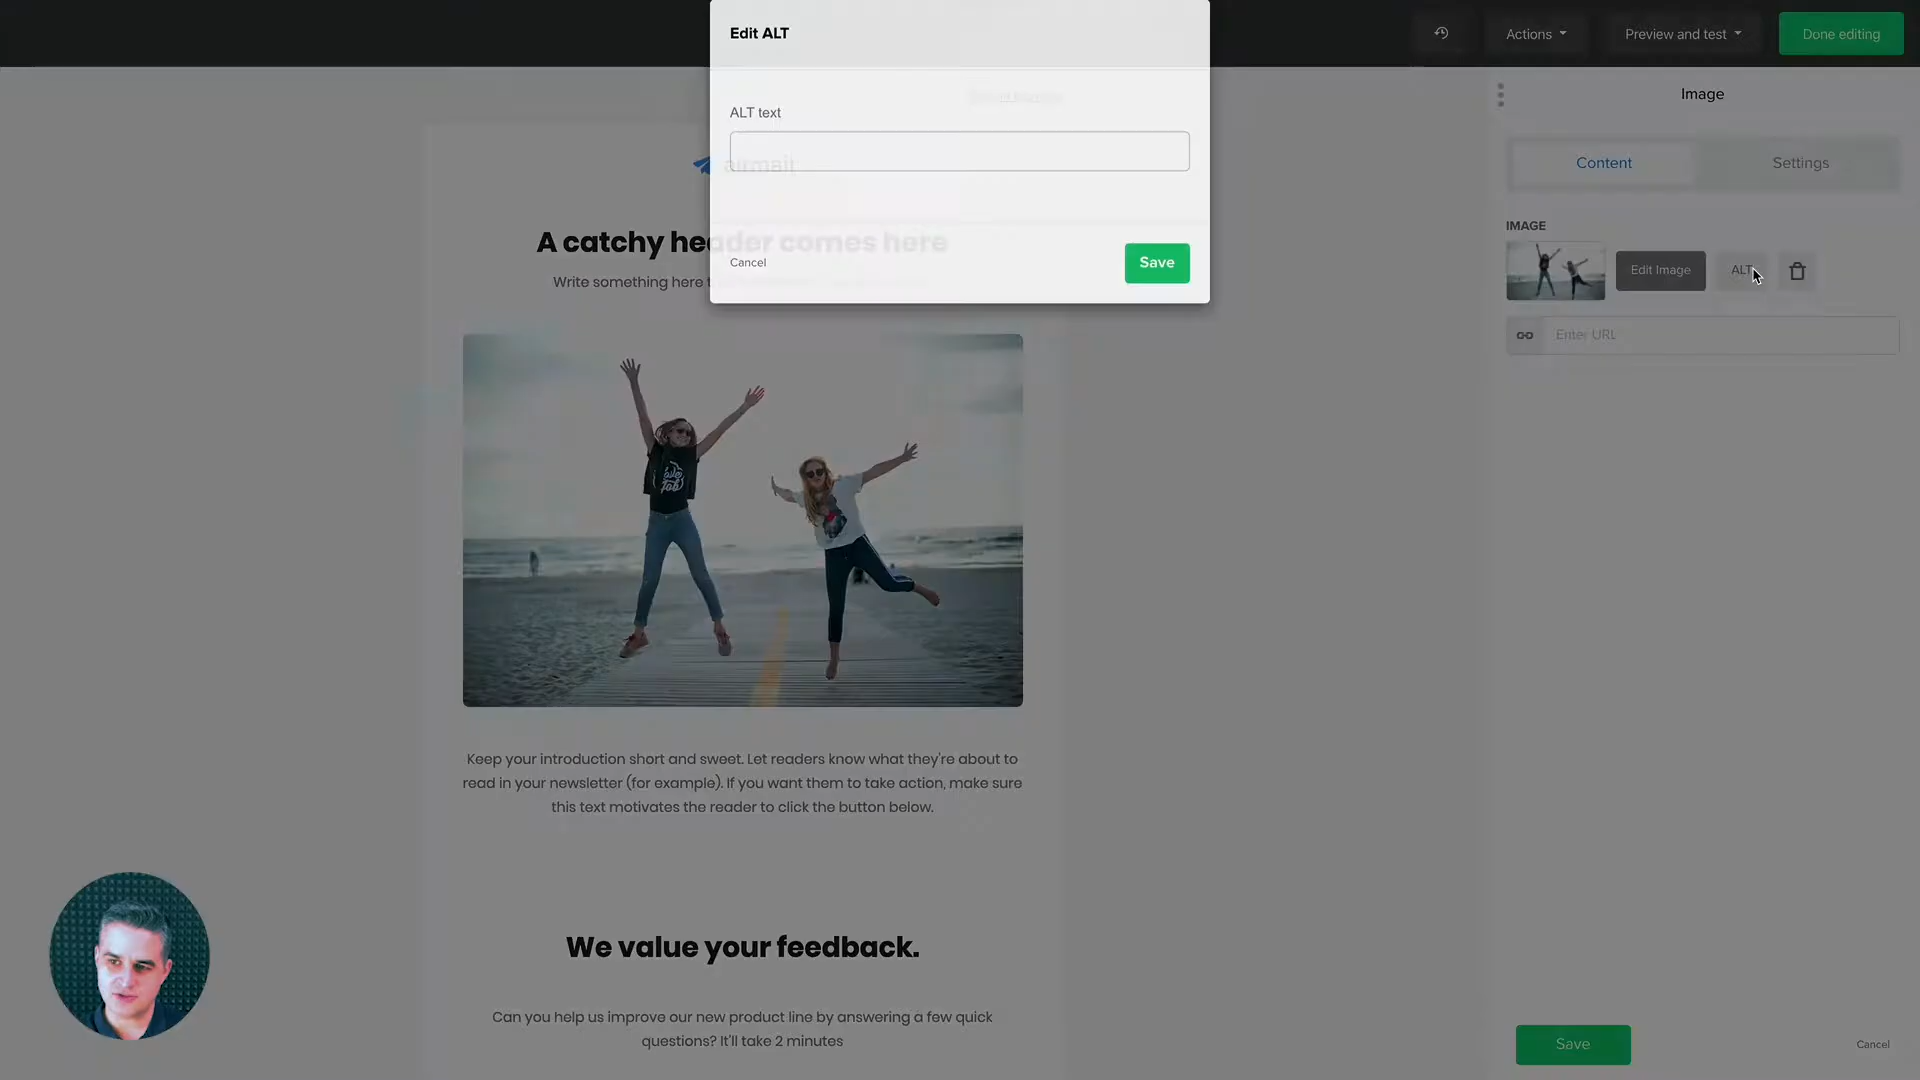 Edit ALT
Actions
Preview and test
Done editing
ALT text
airmail
A catchy header comes here
Write something here t
Cancel
Save
Image
Content
Settings
IMAGE
Edit Image
ALT
Enter URL
Keep your introduction short and sweet. Let readers know what they're about to
read in your newsletter (for example). If you want them to take action, make sure
this text motivates the reader to click the button below.
We value your feedback.
Can you help us improve our new product line by answering a few quick
questions? It'll take 2 minutes
Save
Cancel